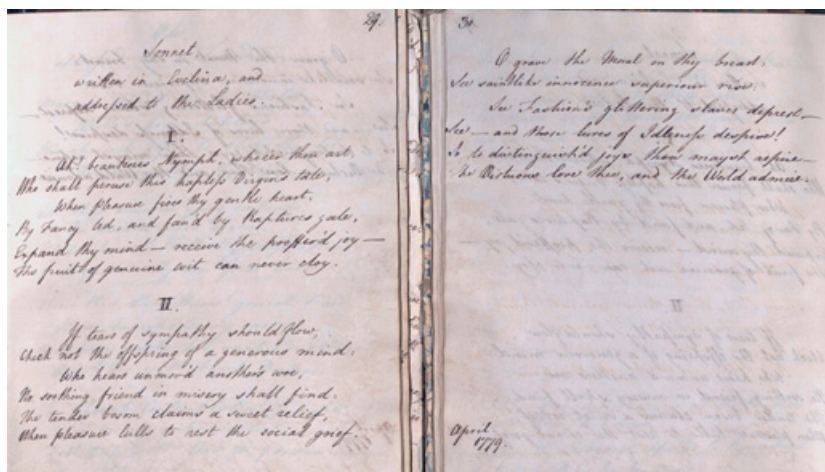 29.
Sonnet.
written in Evelina, and
addressed to the Ladies.
I.
Ah! beauteous Nymph, whoe'er thou art,
Who shall peruse this hapless Virgin's tale,
When pleasure fires thy gentle heart,
By Fancy led, and fan'd by Raptures gale,
Expand thy mind — receive the proffer'd joy —
The fruit of genuine wit can never cloy.
II.
If tears of sympathy should flow,
Check not the offspring of a generous mind:
Who hears unmov'd another's woe,
No soothing friend in misery shall find.
The tender bosom claims a sweet relief,
When pleasure lulls to rest the social grief.
30.
O grave the Moral on thy breast.
See saintlike innocence superiour rise:
See Fashion's glittering slaves deprest —
See — and those lures of Idleness despise!
So to distinguish'd joys thou mayst aspire —
The Virtuous love thee, and the World admire.
April
1779.